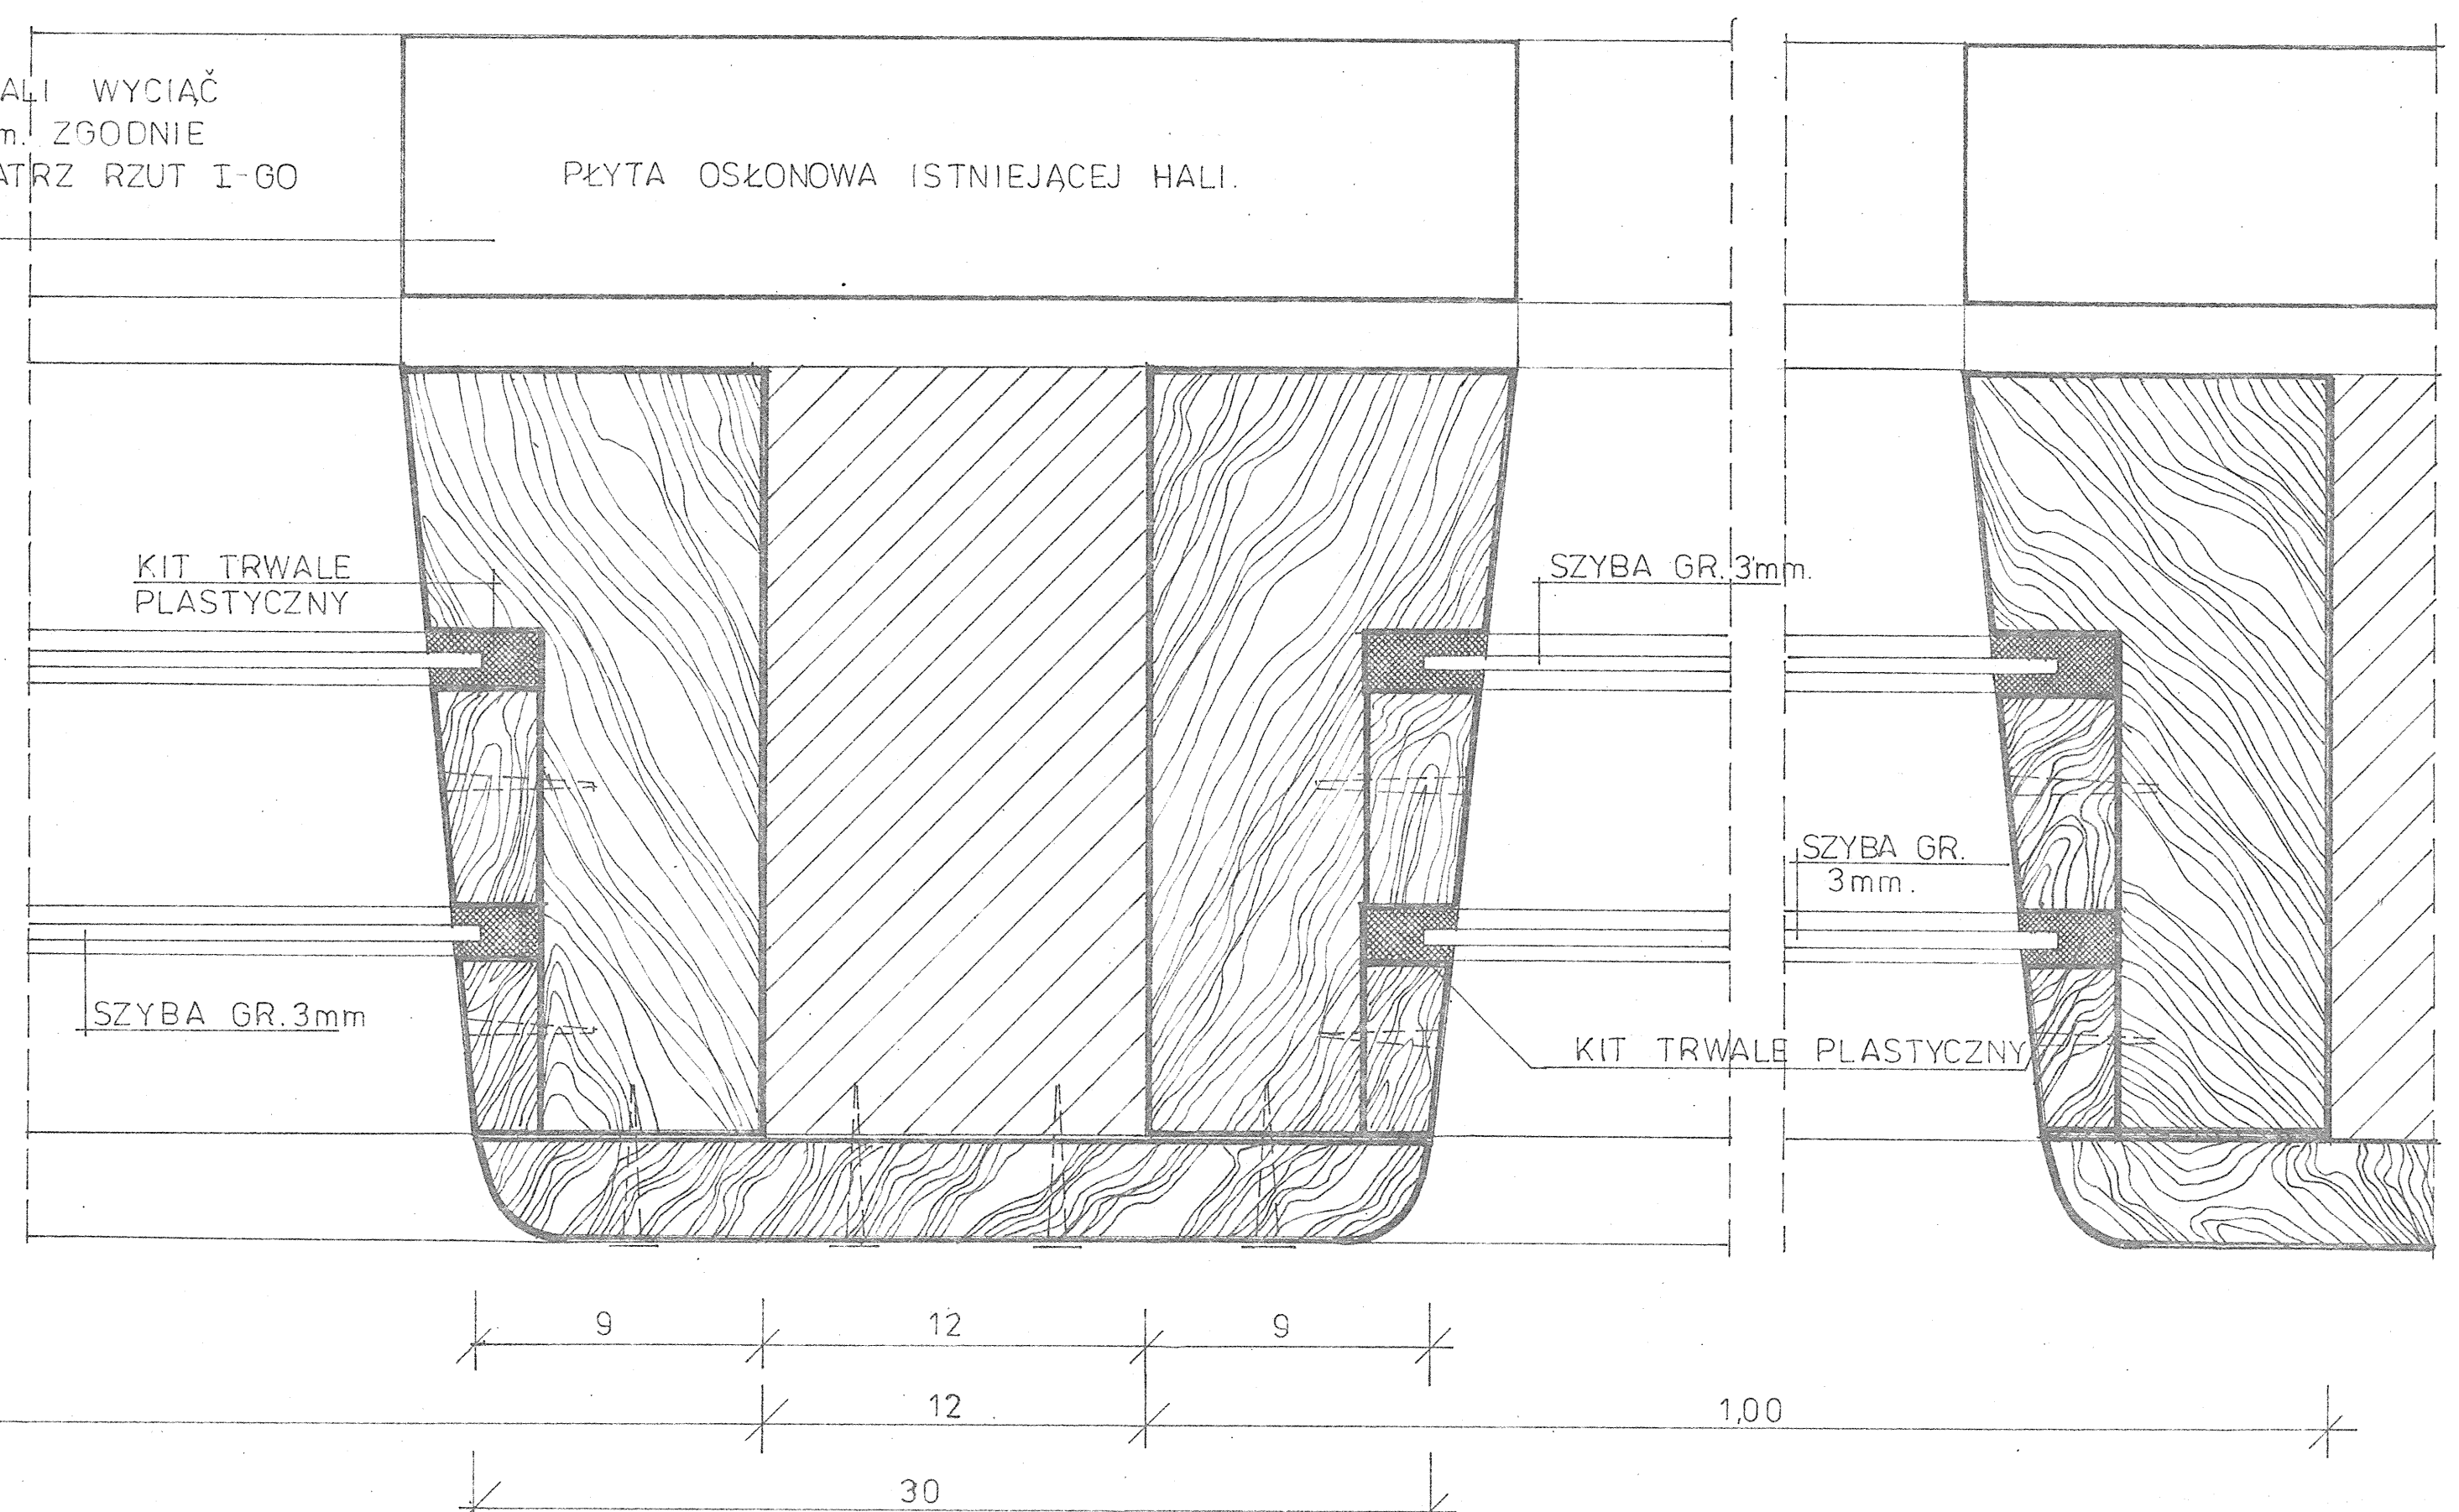 ALI WYCIĄČ
m. ZGODNIE
ATRZ RZUT I-GO
PŁYTA OSŁONOWA ISTNIEJĄCEJ HALI.
KIT TRWALE
PLASTYCZNY
SZYBA GR. 3mm.
SZYBA GR.
3mm.
SZYBA GR. 3mm
KIT TRWALE PLASTYCZNY
9 12 9
12 1,00
30